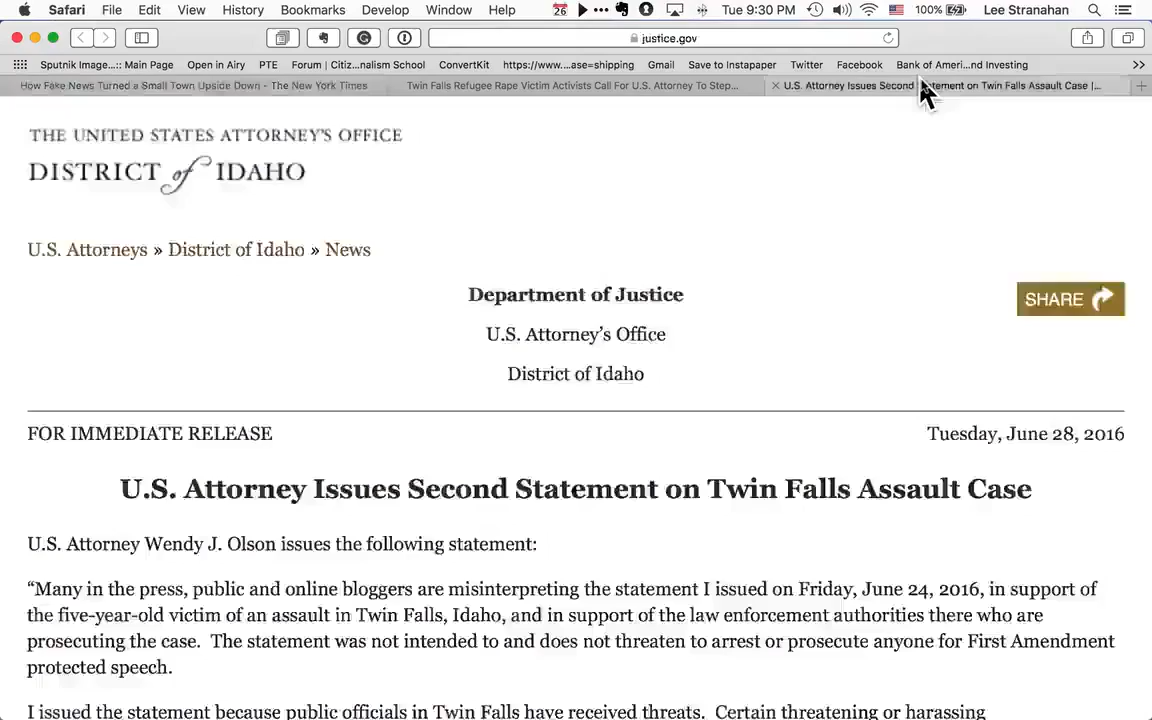 Safari File Edit View History Bookmarks Develop Window Help 26 Tue 9:30 PM 100% Lee Stranahan
justice.gov
Sputnik Image...:: Main Page Open in Airy PTE Forum | Citiz...nalism School ConvertKit https://www....ase=shipping Gmail Save to Instapaper Twitter Facebook Bank of Ameri...nd Investing >>
How Fake News Turned a Small Town Upside Down - The New York Times Twin Falls Refugee Rape Victim Activists Call For U.S. Attorney To Step... U.S. Attorney Issues Second Statement on Twin Falls Assault Case |...
THE UNITED STATES ATTORNEY'S OFFICE
DISTRICT of IDAHO
U.S. Attorneys » District of Idaho » News
Department of Justice
SHARE
U.S. Attorney's Office
District of Idaho
FOR IMMEDIATE RELEASE Tuesday, June 28, 2016
U.S. Attorney Issues Second Statement on Twin Falls Assault Case
U.S. Attorney Wendy J. Olson issues the following statement:
“Many in the press, public and online bloggers are misinterpreting the statement I issued on Friday, June 24, 2016, in support of
the five-year-old victim of an assault in Twin Falls, Idaho, and in support of the law enforcement authorities there who are
prosecuting the case. The statement was not intended to and does not threaten to arrest or prosecute anyone for First Amendment
protected speech.
I issued the statement because public officials in Twin Falls have received threats. Certain threatening or harassing